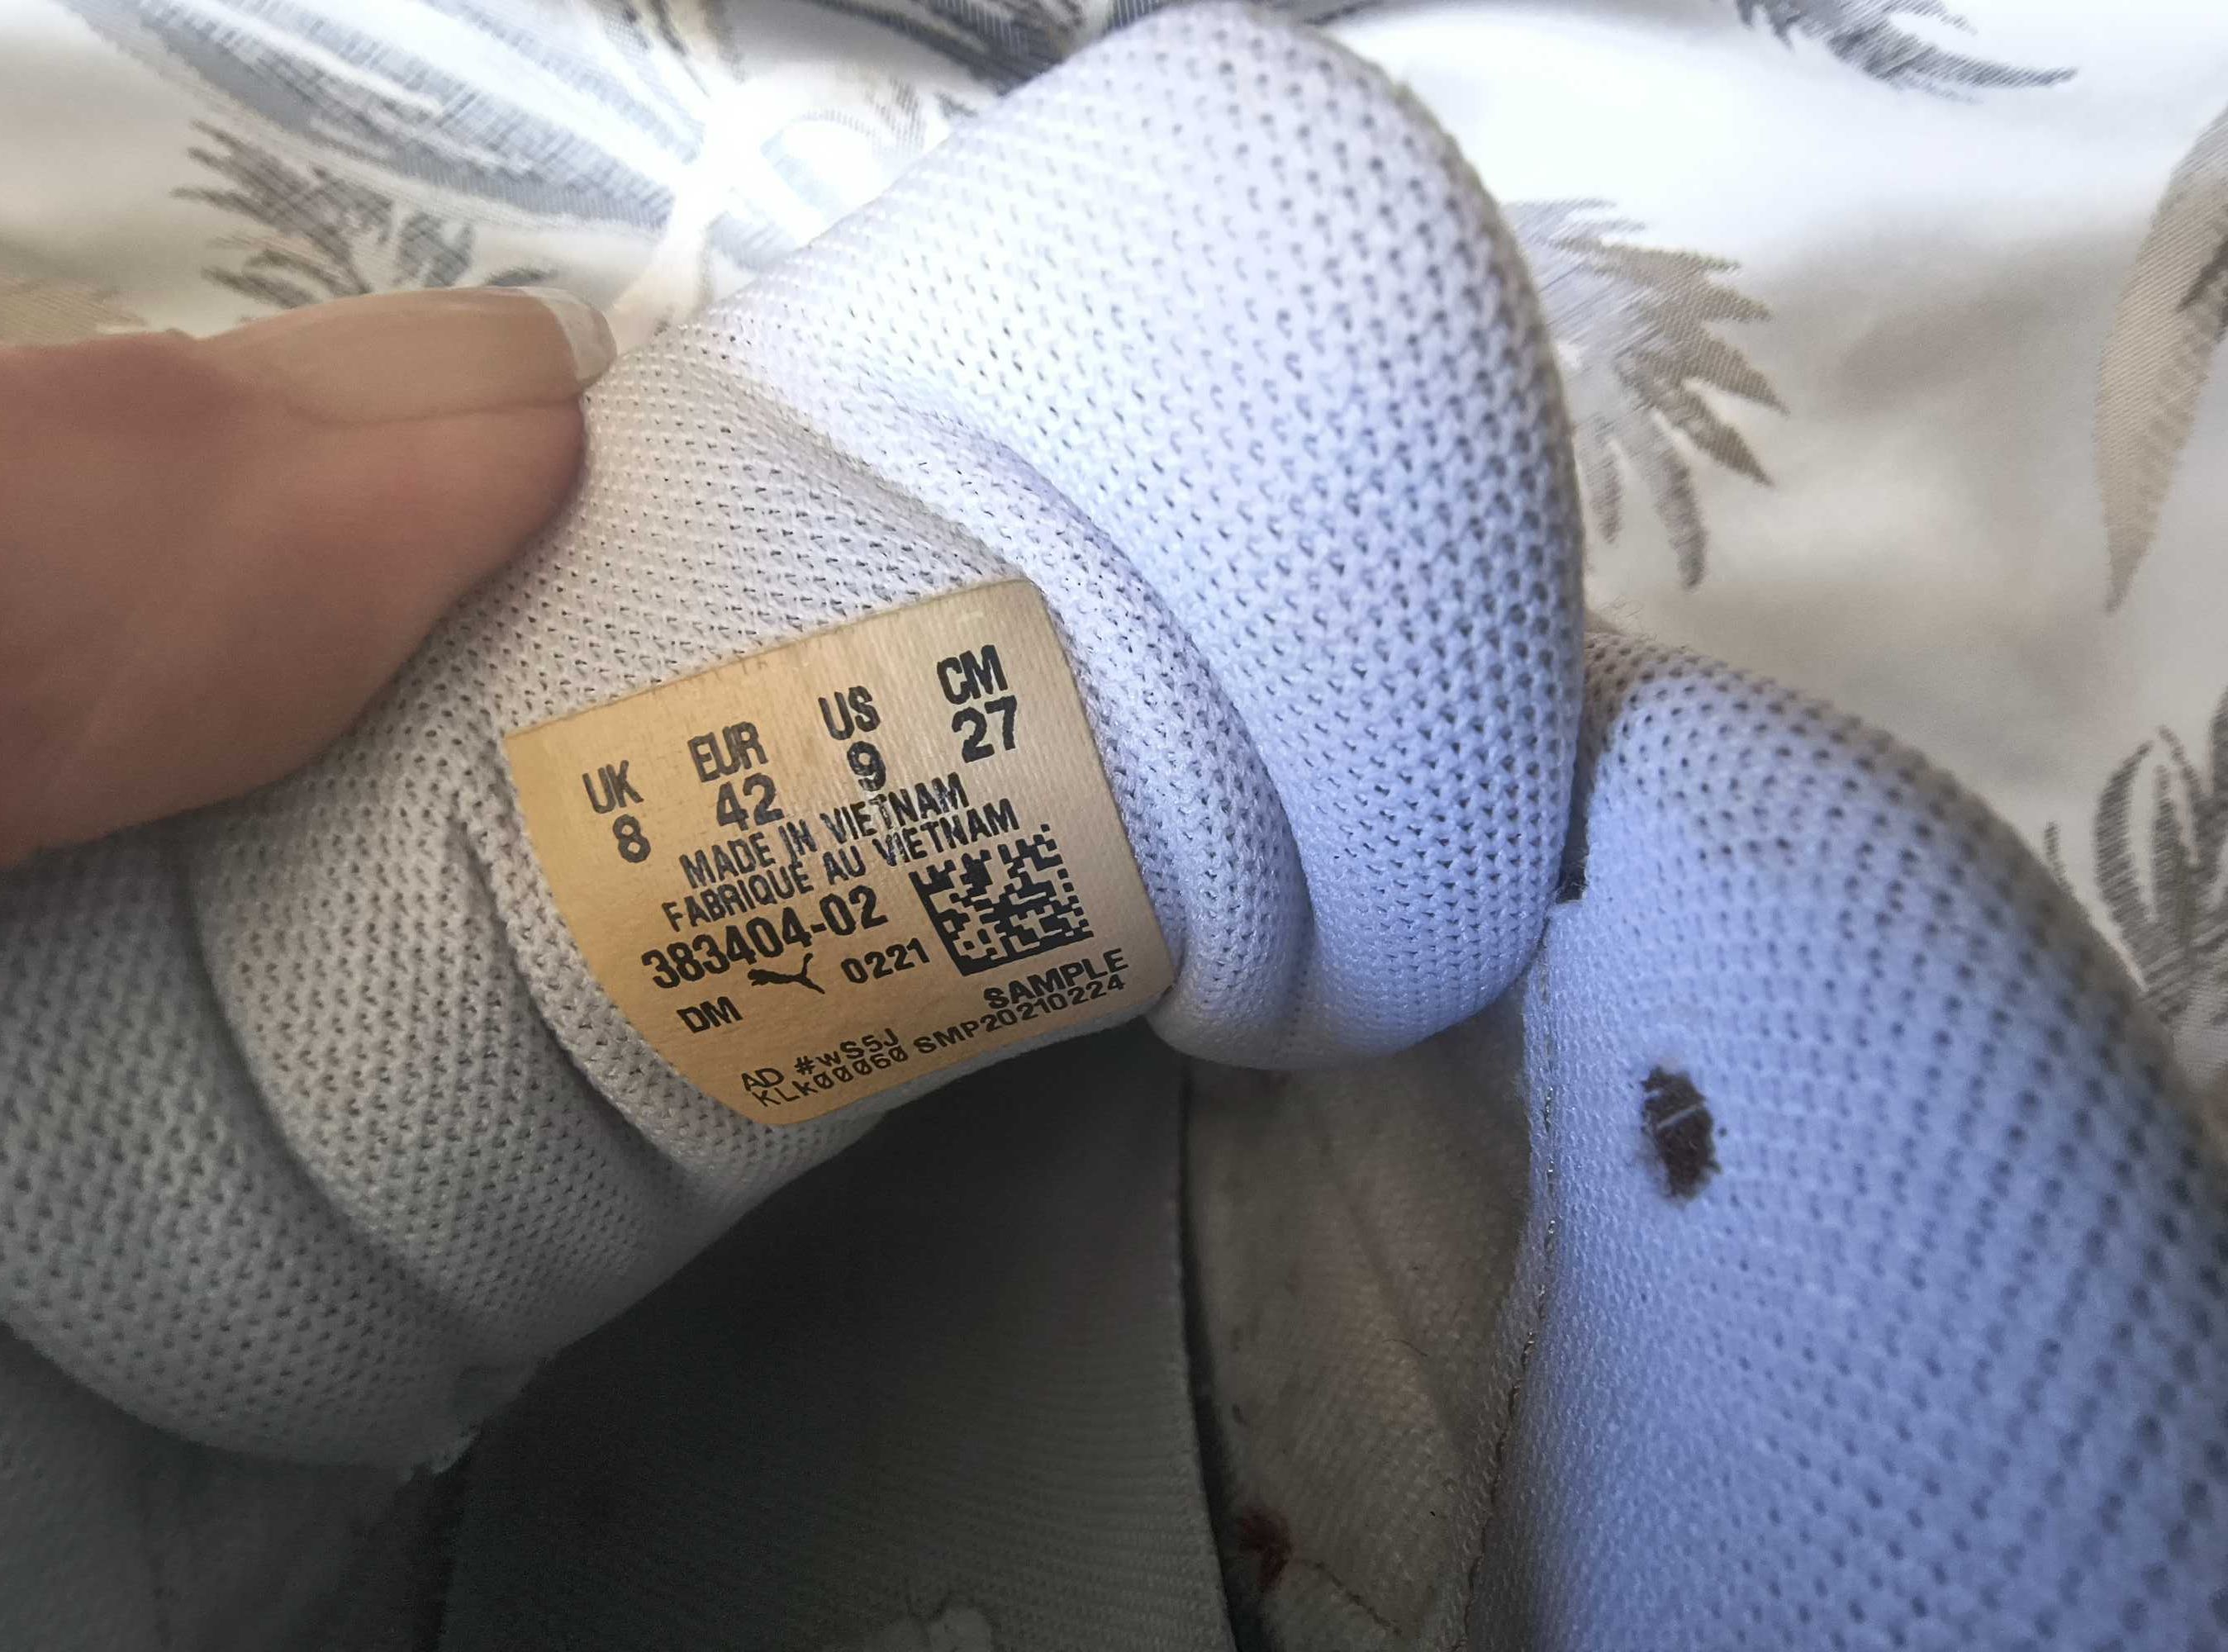 UK EUR US CM
8 42 9 27
MADE IN VIETNAM
FABRIQUE AU VIETNAM
383404-02
DM 0221
SAMPLE
AD #wS5J
KLK00060 SMP20210224